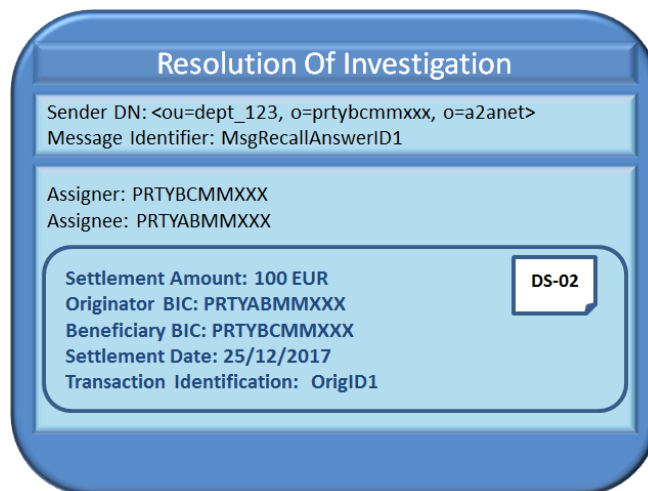 Resolution Of Investigation
Sender DN: <ou=dept_123, o=prtybcmmxxx, o=a2anet>
Message Identifier: MsgRecallAnswerID1
Assigner: PRTYBCMMXXX
Assignee: PRTYABMMXXX
Settlement Amount: 100 EUR
DS-02
Originator BIC: PRTYABMMXXX
Beneficiary BIC: PRTYBCMMXXX
Settlement Date: 25/12/2017
Transaction Identification: OrigID1